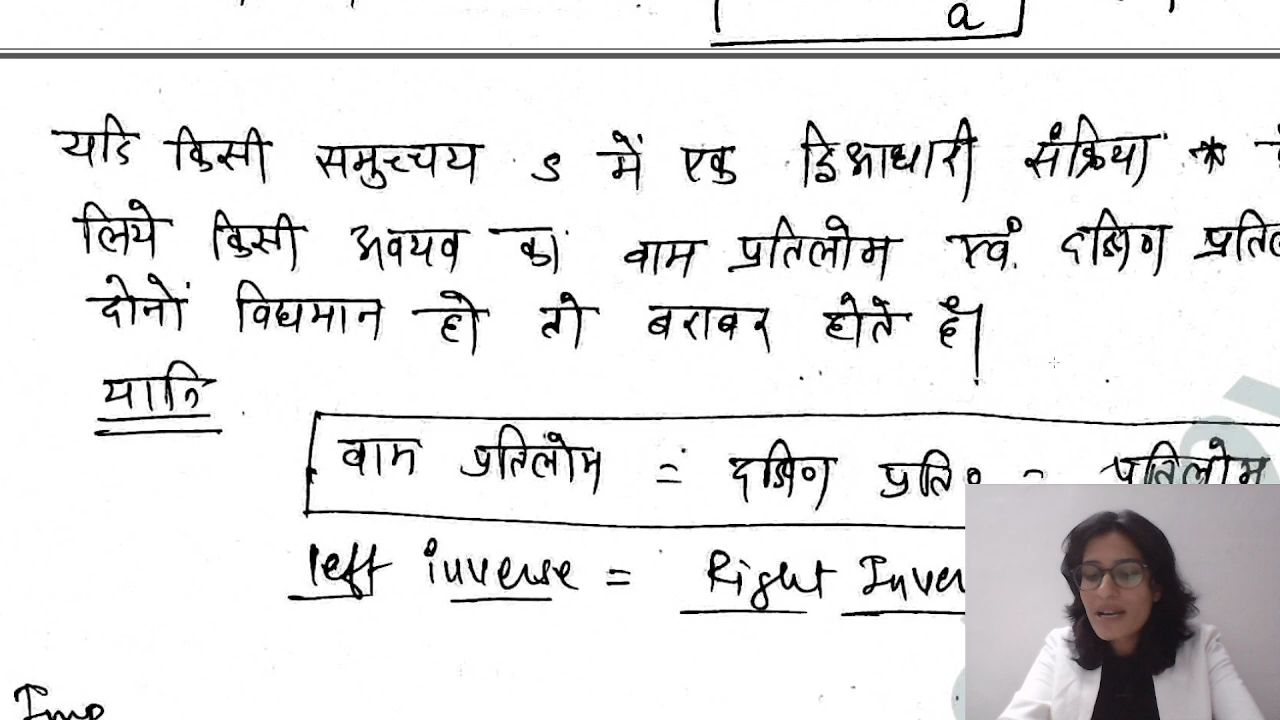 a
यदि किसी समुच्चय S में एक द्विआधारी संक्रिया *
लिये किसी अवयव का वाम प्रतिलोम एवं दक्षिण
दोनों विद्यमान हो तो बराबर होते हैं।
यानि
वाम प्रतिलोम = दक्षिण प्रति० = प्रतिलोम
left inverse = Right
Imp